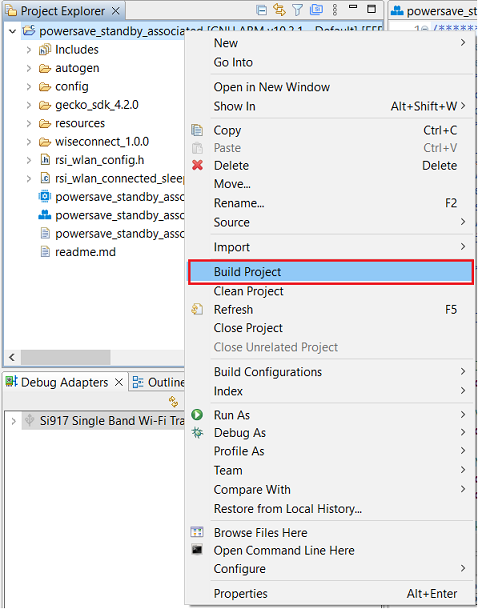 Project Explorer
powersave_standby_associated [GNU ARM v10.2.1 - Default] [EFF
Includes
autogen
config
gecko_sdk_4.2.0
resources
wiseconnect_1.0.0
rsi_wlan_config.h
rsi_wlan_connected_slee
powersave_standby_asso
powersave_standby_asso
powersave_standby_asso
readme.md
Debug Adapters
Outline
Si917 Single Band Wi-Fi Tra
New
Go Into
Open in New Window
Show In Alt+Shift+W
Copy Ctrl+C
Paste Ctrl+V
Delete Delete
Move...
Rename... F2
Source
Import
Build Project
Clean Project
Refresh F5
Close Project
Close Unrelated Project
Build Configurations
Index
Run As
Debug As
Profile As
Team
Compare With
Restore from Local History...
Browse Files Here
Open Command Line Here
Configure
Properties Alt+Enter
powersave_stand